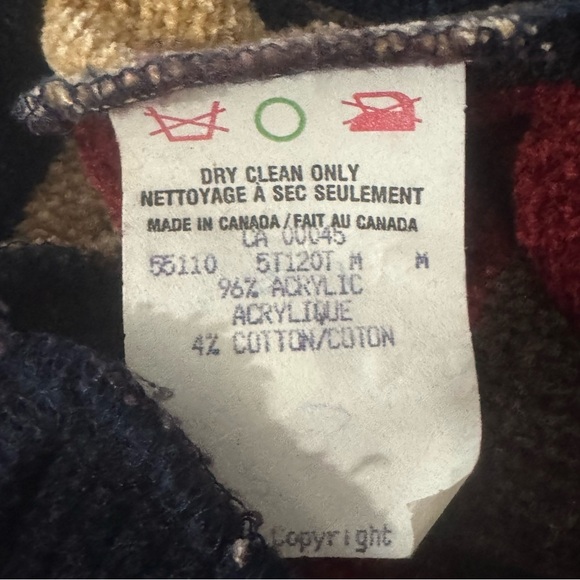 DRY CLEAN ONLY
NETTOYAGE À SEC SEULEMENT
MADE IN CANADA/FAIT AU CANADA
CA 00045
55110 5T120T M M
96% ACRYLIC
ACRYLIQUE
4% COTTON/COTON
Copyright